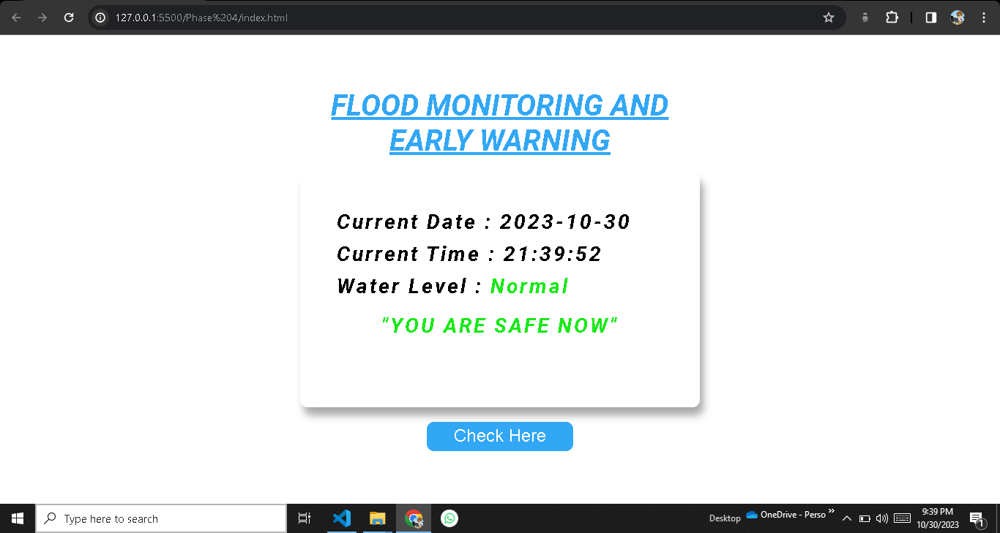 127.0.0.1:5500/Phase%204/index.html
FLOOD MONITORING AND
EARLY WARNING
Current Date : 2023-10-30
Current Time : 21:39:52
Water Level : Normal
"YOU ARE SAFE NOW"
Check Here
Type here to search
Desktop
OneDrive - Perso
9:39 PM
10/30/2023
1